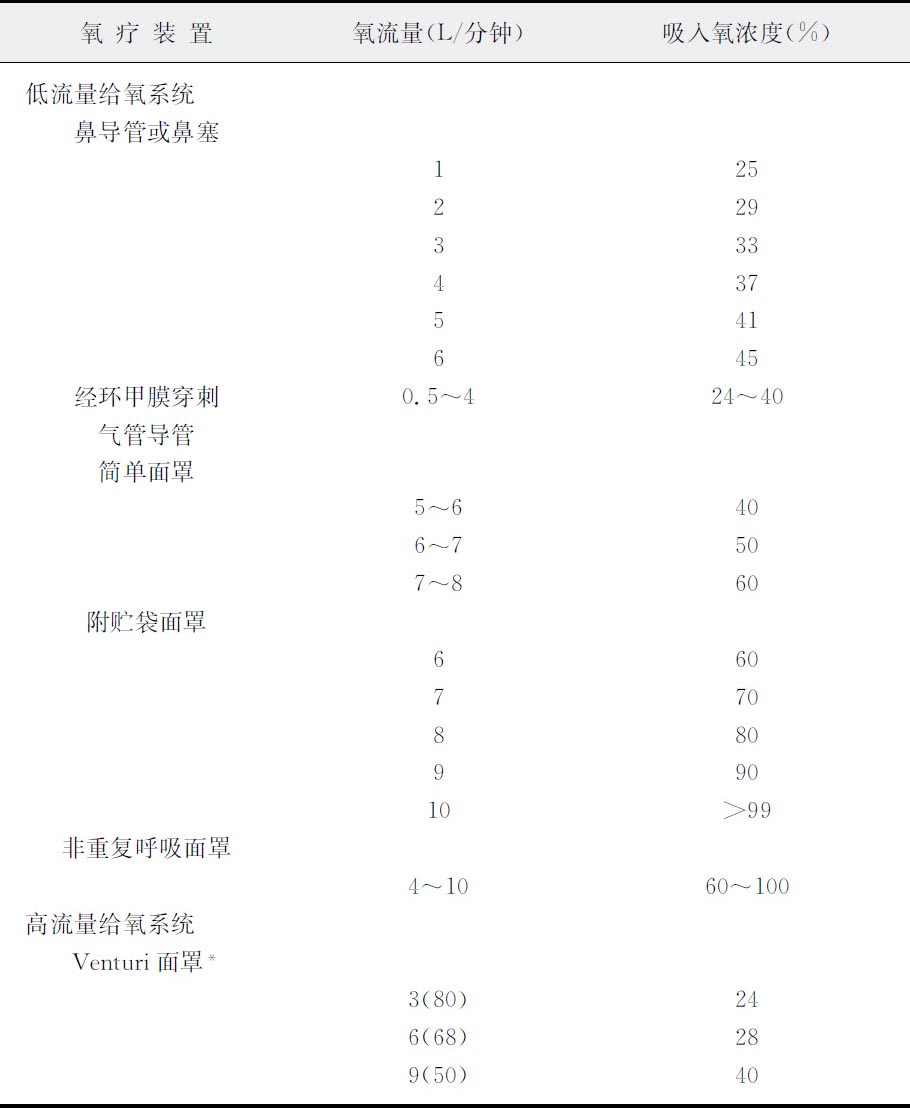 氧 疗 装 置 氧流量(L/分钟) 吸入氧浓度(%)
低流量给氧系统
鼻导管或鼻塞
1 25
2 29
3 33
4 37
5 41
6 45
经环甲膜穿刺 0.5～4 24～40
气管导管
简单面罩
5～6 40
6～7 50
7～8 60
附贮袋面罩
6 60
7 70
8 80
9 90
10 ＞99
非重复呼吸面罩
4～10 60～100
高流量给氧系统
Venturi 面罩*
3(80) 24
6(68) 28
9(50) 40